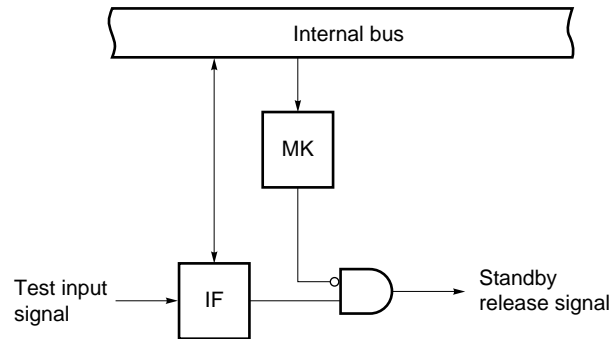 Internal bus
MK
Test input
signal
IF
Standby
release signal